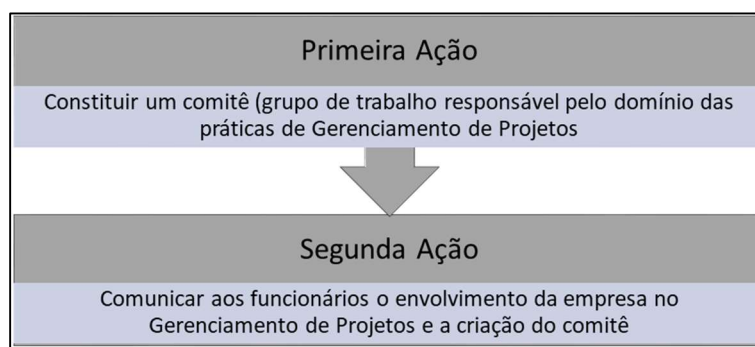 Primeira Ação
Constituir um comitê (grupo de trabalho responsável pelo domínio das
práticas de Gerenciamento de Projetos
Segunda Ação
Comunicar aos funcionários o envolvimento da empresa no
Gerenciamento de Projetos e a criação do comitê